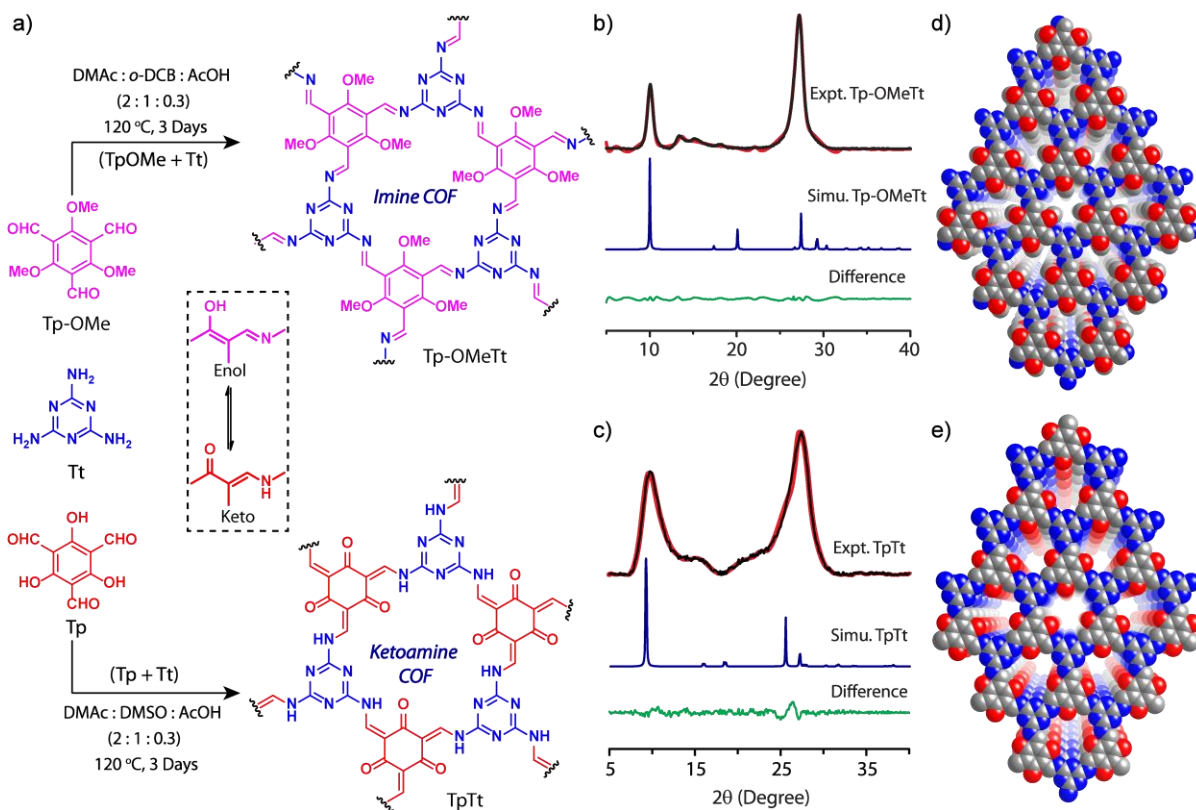 a)
DMAc : o-DCB : AcOH
(2 : 1 : 0.3)
120 °C, 3 Days
(TpOMe + Tt)
OMe
OHC
CHO
MeO
OMe
CHO
Tp-OMe
NH2
N
N
H2N
N
NH2
Tt
OH
OHC
CHO
HO
OH
CHO
Tp
(Tp + Tt)
DMAc : DMSO : AcOH
(2 : 1 : 0.3)
120 °C, 3 Days
OH
N
Enol
O
N
H
Keto
Imine COF
Tp-OMeTt
Ketoamine
COF
TpTt
b)
Expt. Tp-OMeTt
Simu. Tp-OMeTt
Difference
10 20 30 40
2θ (Degree)
c)
Expt. TpTt
Simu. TpTt
Difference
5 15 25 35 40
2θ (Degree)
d)
e)